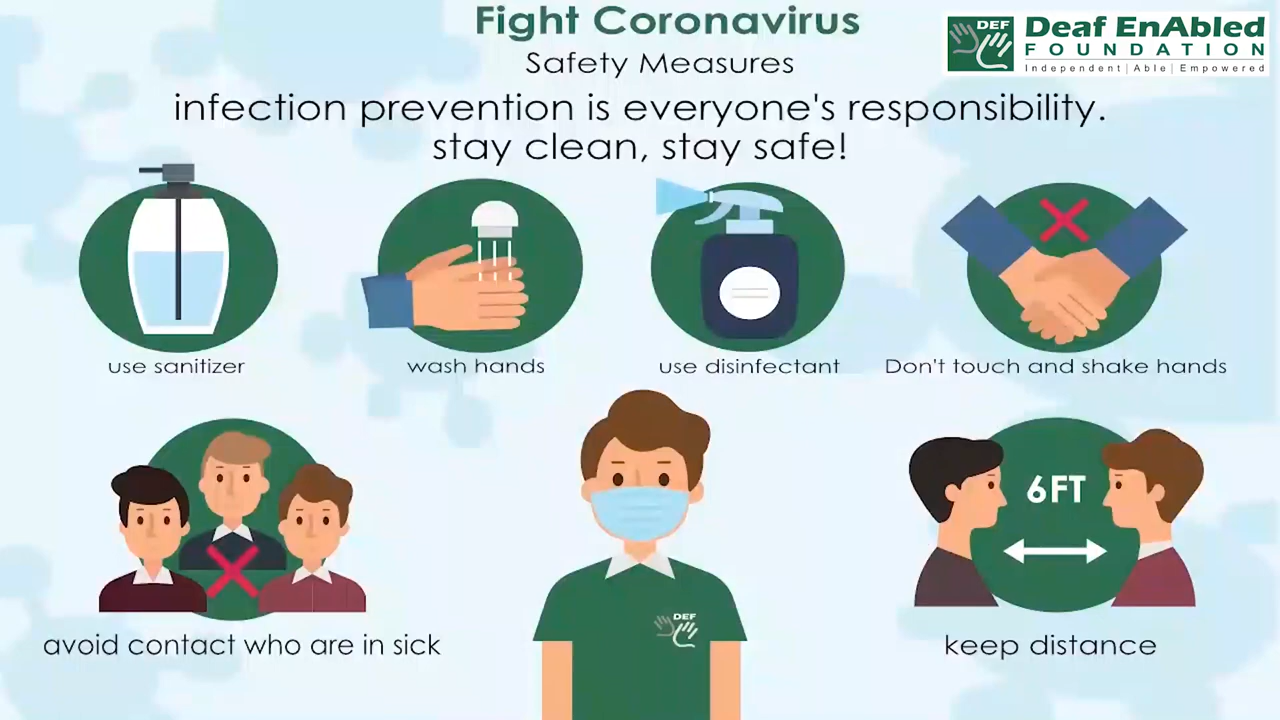 Fight Coronavirus
Safety Measures
DEF
Deaf EnAbled
FOUNDATION
Independent | Able | Empowered
infection prevention is everyone's responsibility.
stay clean, stay safe!
use sanitizer
wash hands
use disinfectant
Don't touch and shake hands
6FT
DEF
avoid contact who are in sick
keep distance